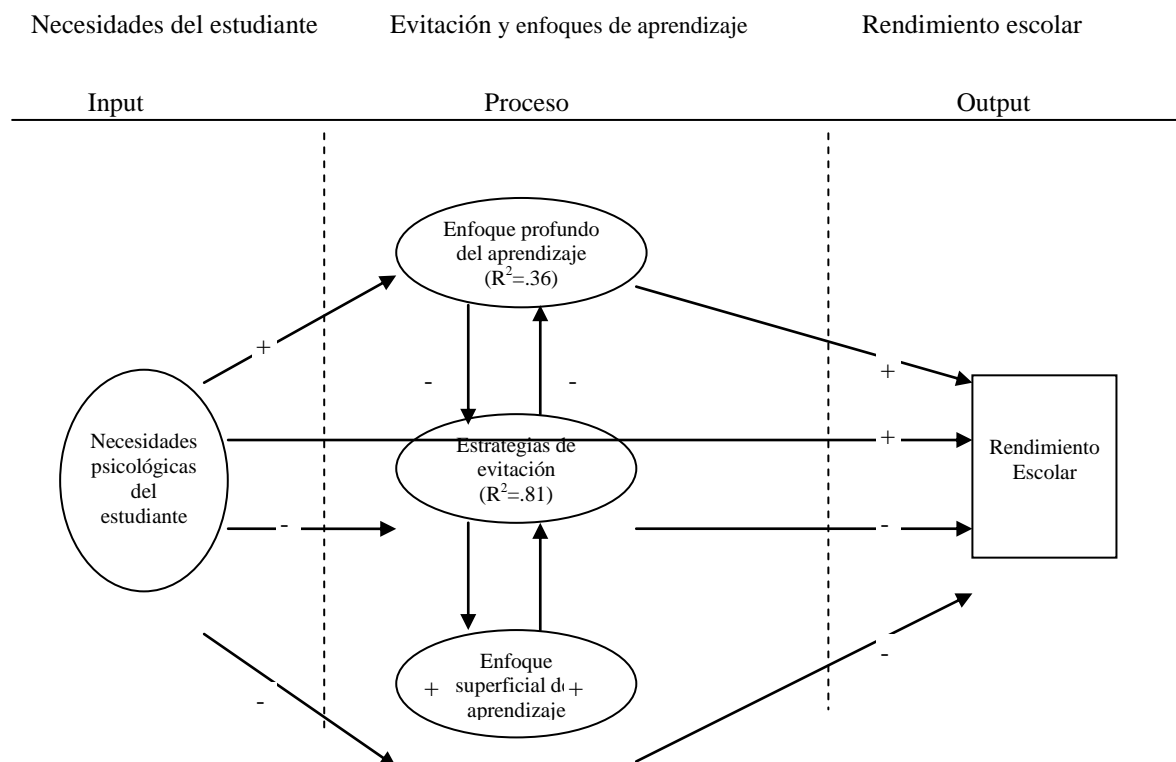 Necesidades del estudiante
Evitación y enfoques de aprendizaje
Rendimiento escolar
Input
Proceso
Output
Enfoque profundo
del aprendizaje
(R²=.36)
+
+
-
-
Necesidades
psicológicas
del
estudiante
+
Estrategias de
evitación
(R²=.81)
Rendimiento
Escolar
-
-
Enfoque
superficial de
+
+
aprendizaje
-
-